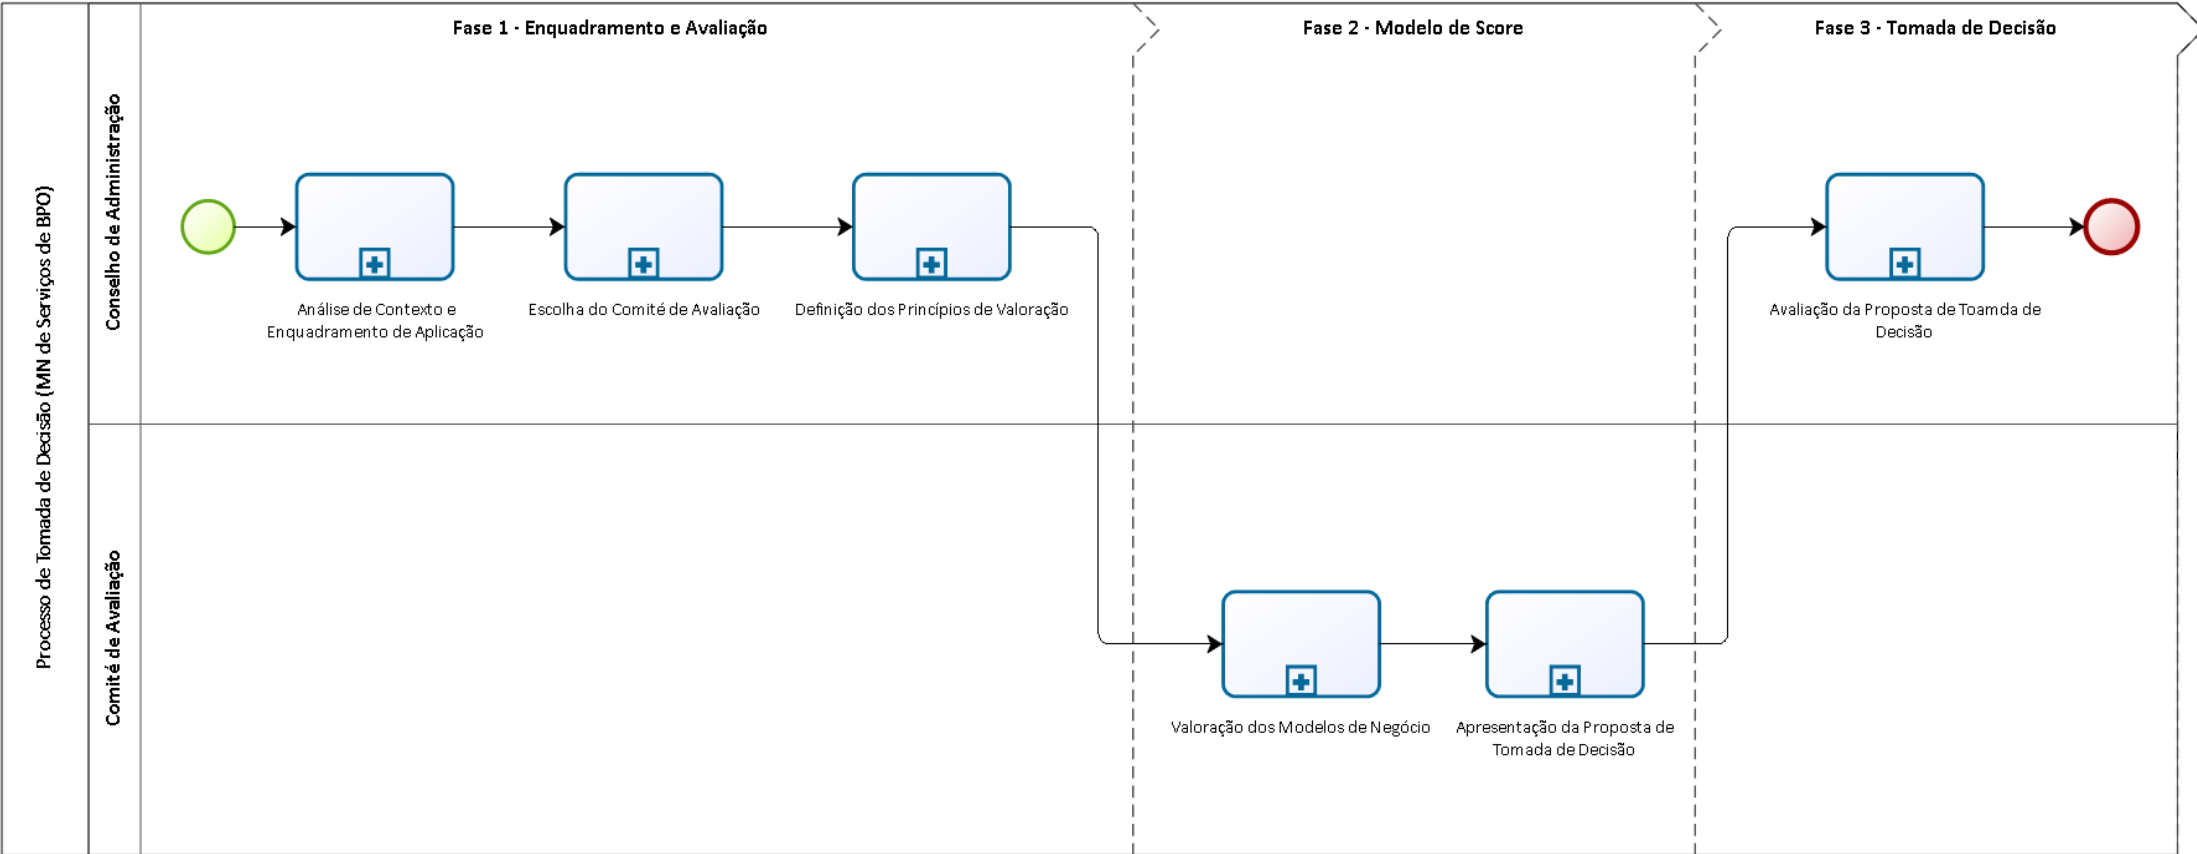 Processo de Tomada de Decisão (MN de Serviços de BPO)
Fase 1 - Enquadramento e Avaliação
Fase 2 - Modelo de Score
Fase 3 - Tomada de Decisão
Conselho de Administração
Análise de Contexto e
Enquadramento de Aplicação
Escolha do Comité de Avaliação
Definição dos Princípios de Valoração
Avaliação da Proposta de Toamda de
Decisão
Comité de Avaliação
Valoração dos Modelos de Negócio
Apresentação da Proposta de
Tomada de Decisão